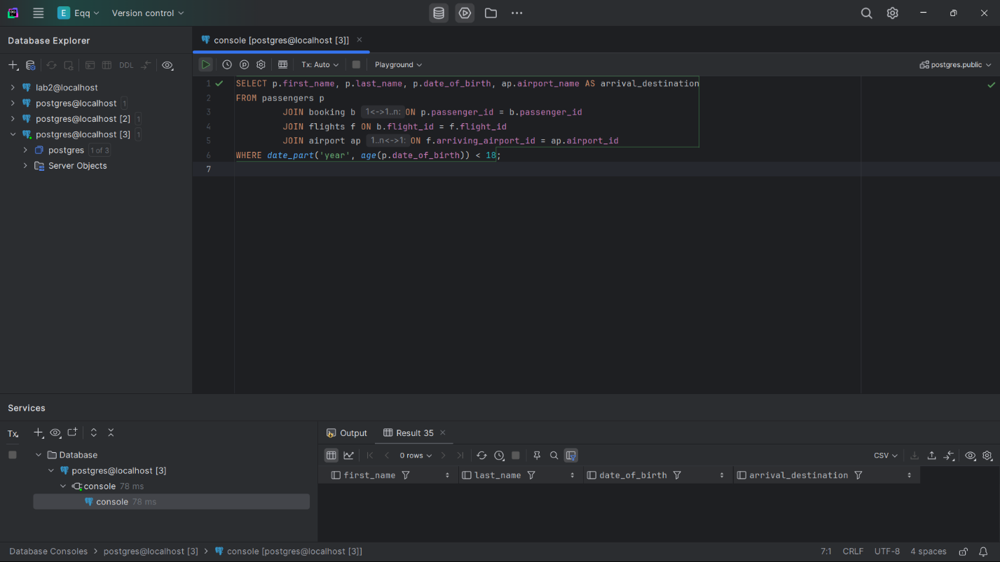 E Eqq Version control
Database Explorer
console [postgres@localhost [3]]
DDL
Tx: Auto Playground postgres.public
lab2@localhost
postgres@localhost 1
postgres@localhost [2] 1
postgres@localhost [3] 1
postgres 1 of 3
Server Objects
1 SELECT p.first_name, p.last_name, p.date_of_birth, ap.airport_name AS arrival_destination
2 FROM passengers p
3 JOIN booking b 1<->1..n: ON p.passenger_id = b.passenger_id
4 JOIN flights f ON b.flight_id = f.flight_id
5 JOIN airport ap 1..n<->1: ON f.arriving_airport_id = ap.airport_id
6 WHERE date_part('year', age(p.date_of_birth)) < 18;
7
Services
Tx
Database
postgres@localhost [3]
console 78 ms
console 78 ms
Output Result 35
0 rows CSV
first_name last_name date_of_birth arrival_destination
Database Consoles > postgres@localhost [3] > console [postgres@localhost [3]] 7:1 CRLF UTF-8 4 spaces